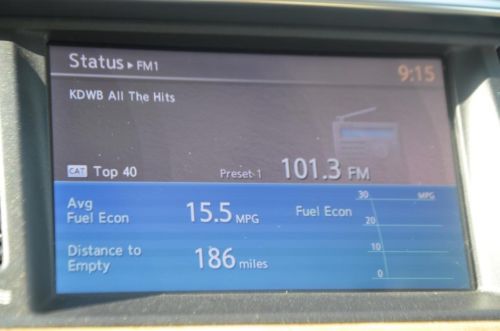 Status ▸ FM1
9:15
KDWB All The Hits
CAT Top 40
Preset 1 101.3 FM
Avg
Fuel Econ 15.5 MPG
Distance to
Empty 186 miles
Fuel Econ
30 MPG
20
10
0